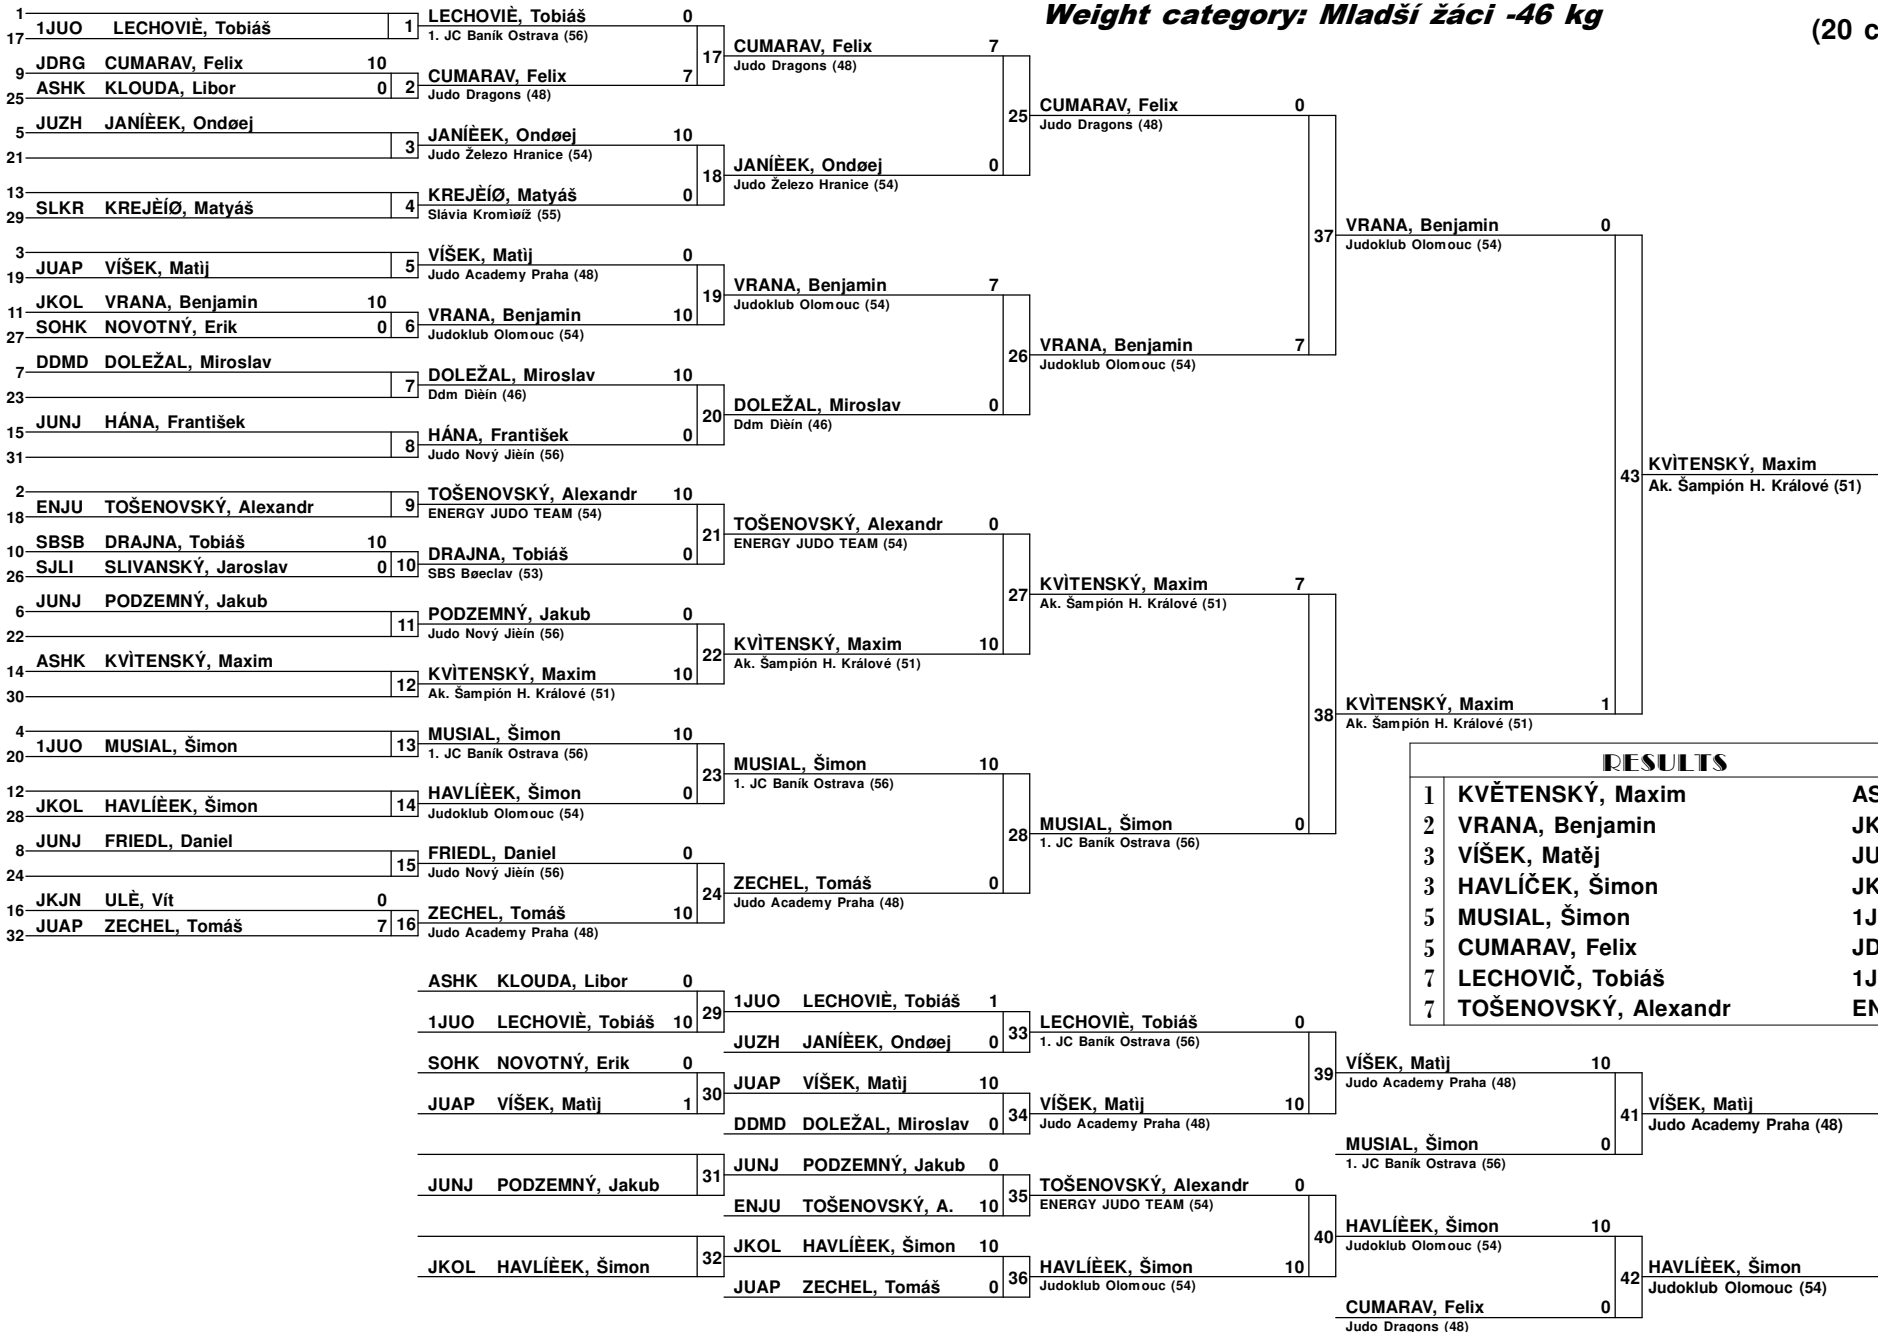 Weight category: Mladší žáci -46 kg
(20 c
1
17 1JUO LECHOVIÈ, Tobiáš 1
9 JDRG CUMARAV, Felix 10
25 ASHK KLOUDA, Libor 0 2
5 JUZH JANÍÈEK, Ondøej
21 3
13
29 SLKR KREJÈÍØ, Matyáš 4
3
19 JUAP VÍŠEK, Matìj 5
11 JKOL VRANA, Benjamin 10
27 SOHK NOVOTNÝ, Erik 0 6
7 DDMD DOLEŽAL, Miroslav
23 7
15 JUNJ HÁNA, František
31 8
2
18 ENJU TOŠENOVSKÝ, Alexandr 9
10 SBSB DRAJNA, Tobiáš 10
26 SJLI SLIVANSKÝ, Jaroslav 0 10
6 JUNJ PODZEMNÝ, Jakub
22 11
14 ASHK KVÌTENSKÝ, Maxim
30 12
4
20 1JUO MUSIAL, Šimon 13
12
28 JKOL HAVLÍÈEK, Šimon 14
8 JUNJ FRIEDL, Daniel
24 15
16 JKJN ULÈ, Vít 0
32 JUAP ZECHEL, Tomáš 7 16
LECHOVIÈ, Tobiáš 0
1. JC Baník Ostrava (56)
17
CUMARAV, Felix 7
Judo Dragons (48)
JANÍÈEK, Ondøej 10
Judo Železo Hranice (54)
18
KREJÈÍØ, Matyáš 0
Slávia Kromìøíž (55)
VÍŠEK, Matìj 0
Judo Academy Praha (48)
19
VRANA, Benjamin 10
Judoklub Olomouc (54)
DOLEŽAL, Miroslav 10
Ddm Dìèín (46)
20
HÁNA, František 0
Judo Nový Jièín (56)
TOŠENOVSKÝ, Alexandr 10
ENERGY JUDO TEAM (54)
21
DRAJNA, Tobiáš 0
SBS Bøeclav (53)
PODZEMNÝ, Jakub 0
Judo Nový Jièín (56)
22
KVÌTENSKÝ, Maxim 10
Ak. Šampión H. Králové (51)
MUSIAL, Šimon 10
1. JC Baník Ostrava (56)
23
HAVLÍÈEK, Šimon 0
Judoklub Olomouc (54)
FRIEDL, Daniel 0
Judo Nový Jièín (56)
24
ZECHEL, Tomáš 10
Judo Academy Praha (48)
CUMARAV, Felix 7
Judo Dragons (48)
25
JANÍÈEK, Ondøej 0
Judo Železo Hranice (54)
VRANA, Benjamin 7
Judoklub Olomouc (54)
26
DOLEŽAL, Miroslav 0
Ddm Dìèín (46)
TOŠENOVSKÝ, Alexandr 0
ENERGY JUDO TEAM (54)
27
KVÌTENSKÝ, Maxim 10
Ak. Šampión H. Králové (51)
MUSIAL, Šimon 10
1. JC Baník Ostrava (56)
28
ZECHEL, Tomáš 0
Judo Academy Praha (48)
CUMARAV, Felix 0
Judo Dragons (48)
37
VRANA, Benjamin 7
Judoklub Olomouc (54)
KVÌTENSKÝ, Maxim 7
Ak. Šampión H. Králové (51)
38
MUSIAL, Šimon 0
1. JC Baník Ostrava (56)
VRANA, Benjamin 0
Judoklub Olomouc (54)
43
KVÌTENSKÝ, Maxim 1
Ak. Šampión H. Králové (51)
KVÌTENSKÝ, Maxim
Ak. Šampión H. Králové (51)
RESULTS
1 KVĚTENSKÝ, Maxim AS
2 VRANA, Benjamin JK
3 VÍŠEK, Matěj JU
3 HAVLÍČEK, Šimon JK
5 MUSIAL, Šimon 1J
5 CUMARAV, Felix JD
7 LECHOVIČ, Tobiáš 1J
7 TOŠENOVSKÝ, Alexandr EN
ASHK KLOUDA, Libor 0
29
1JUO LECHOVIÈ, Tobiáš 10
SOHK NOVOTNÝ, Erik 0
30
JUAP VÍŠEK, Matìj 1
31
JUNJ PODZEMNÝ, Jakub
32
JKOL HAVLÍÈEK, Šimon
1JUO LECHOVIÈ, Tobiáš 1
33
JUZH JANÍÈEK, Ondøej 0
JUAP VÍŠEK, Matìj 10
34
DDMD DOLEŽAL, Miroslav 0
JUNJ PODZEMNÝ, Jakub 0
35
ENJU TOŠENOVSKÝ, A. 10
JKOL HAVLÍÈEK, Šimon 10
36
JUAP ZECHEL, Tomáš 0
LECHOVIÈ, Tobiáš 0
1. JC Baník Ostrava (56)
39
VÍŠEK, Matìj 10
Judo Academy Praha (48)
TOŠENOVSKÝ, Alexandr 0
ENERGY JUDO TEAM (54)
40
HAVLÍÈEK, Šimon 10
Judoklub Olomouc (54)
VÍŠEK, Matìj 10
Judo Academy Praha (48)
41
MUSIAL, Šimon 0
1. JC Baník Ostrava (56)
HAVLÍÈEK, Šimon 10
Judoklub Olomouc (54)
42
CUMARAV, Felix 0
Judo Dragons (48)
VÍŠEK, Matìj
Judo Academy Praha (48)
HAVLÍÈEK, Šimon
Judoklub Olomouc (54)